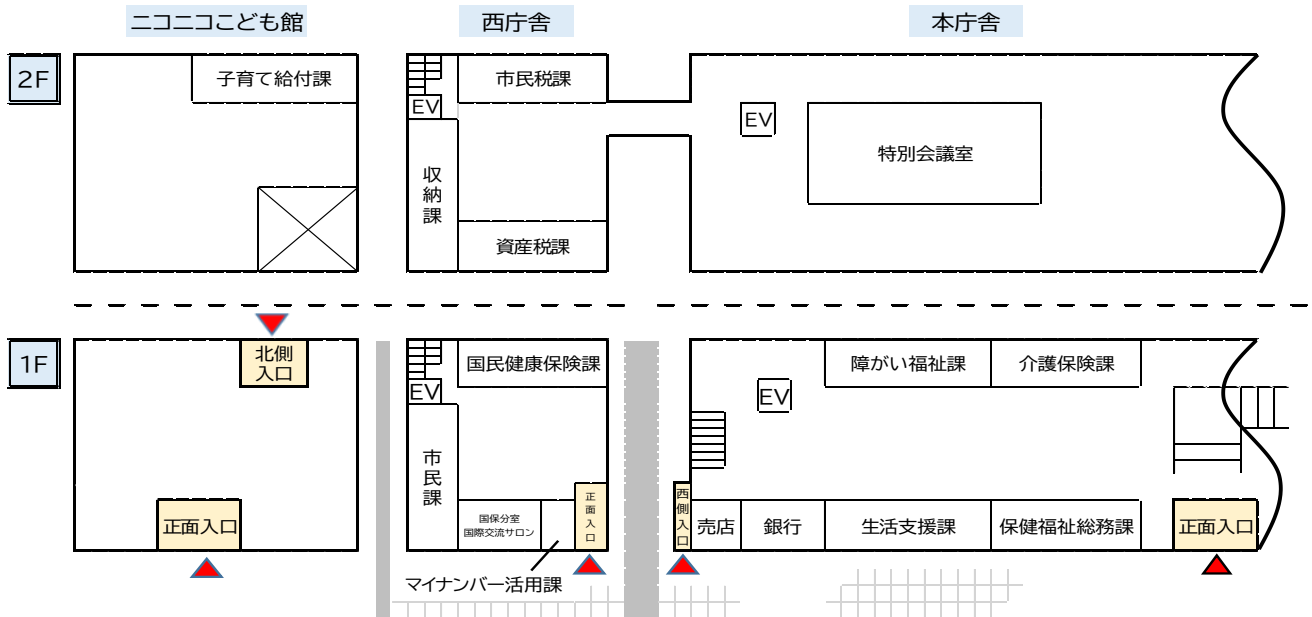 ニコニコこども館
西庁舎
本庁舎
2F
子育て給付課
市民税課
EV
収納課
資産税課
EV
特別会議室
1F
北側
入口
正面入口
国民健康保険課
EV
市民課
国保分室
国際交流サロン
正面入口
マイナンバー活用課
障がい福祉課
介護保険課
EV
西側入口
売店
銀行
生活支援課
保健福祉総務課
正面入口